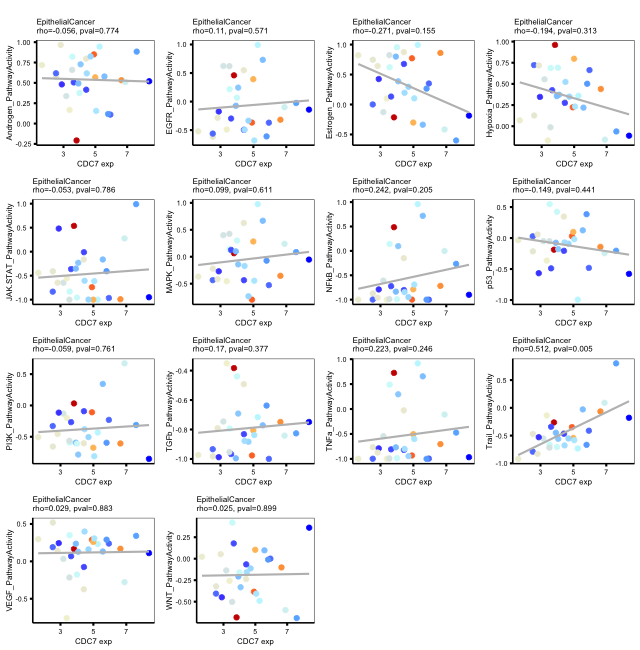 EpithelialCancer
rho=-0.056, pval=0.774
EpithelialCancer
rho=0.11, pval=0.571
EpithelialCancer
rho=-0.271, pval=0.155
EpithelialCancer
rho=-0.194, pval=0.313
Androgen_PathwayActivity
1.00
0.75
0.50
0.25
0.00
-0.25
3 5 7
CDC7 exp
EGFR_PathwayActivity
1.0
0.5
0.0
-0.5
3 5 7
CDC7 exp
Estrogen_PathwayActivity
1.0
0.5
0.0
-0.5
3 5 7
CDC7 exp
Hypoxia_PathwayActivity
1.00
0.75
0.50
0.25
0.00
3 5 7
CDC7 exp
EpithelialCancer
rho=-0.053, pval=0.786
EpithelialCancer
rho=0.099, pval=0.611
EpithelialCancer
rho=0.242, pval=0.205
EpithelialCancer
rho=-0.149, pval=0.441
JAK.STAT_PathwayActivity
1.0
0.5
0.0
-0.5
-1.0
3 5 7
CDC7 exp
MAPK_PathwayActivity
1.0
0.5
0.0
-0.5
3 5 7
CDC7 exp
NFkB_PathwayActivity
1.0
0.5
0.0
-0.5
-1.0
3 5 7
CDC7 exp
p53_PathwayActivity
0.5
0.0
-0.5
-1.0
3 5 7
CDC7 exp
EpithelialCancer
rho=-0.059, pval=0.761
EpithelialCancer
rho=0.17, pval=0.377
EpithelialCancer
rho=0.223, pval=0.246
EpithelialCancer
rho=0.512, pval=0.005
PI3K_PathwayActivity
0.5
0.0
-0.5
3 5 7
CDC7 exp
TGFb_PathwayActivity
-0.4
-0.6
-0.8
-1.0
3 5 7
CDC7 exp
TNFa_PathwayActivity
1.0
0.5
0.0
-0.5
-1.0
3 5 7
CDC7 exp
Trail_PathwayActivity
0.5
0.0
-0.5
-1.0
3 5 7
CDC7 exp
EpithelialCancer
rho=0.029, pval=0.883
EpithelialCancer
rho=0.025, pval=0.899
VEGF_PathwayActivity
0.5
0.0
-0.5
3 5 7
CDC7 exp
WNT_PathwayActivity
0.25
0.00
-0.25
-0.50
3 5 7
CDC7 exp